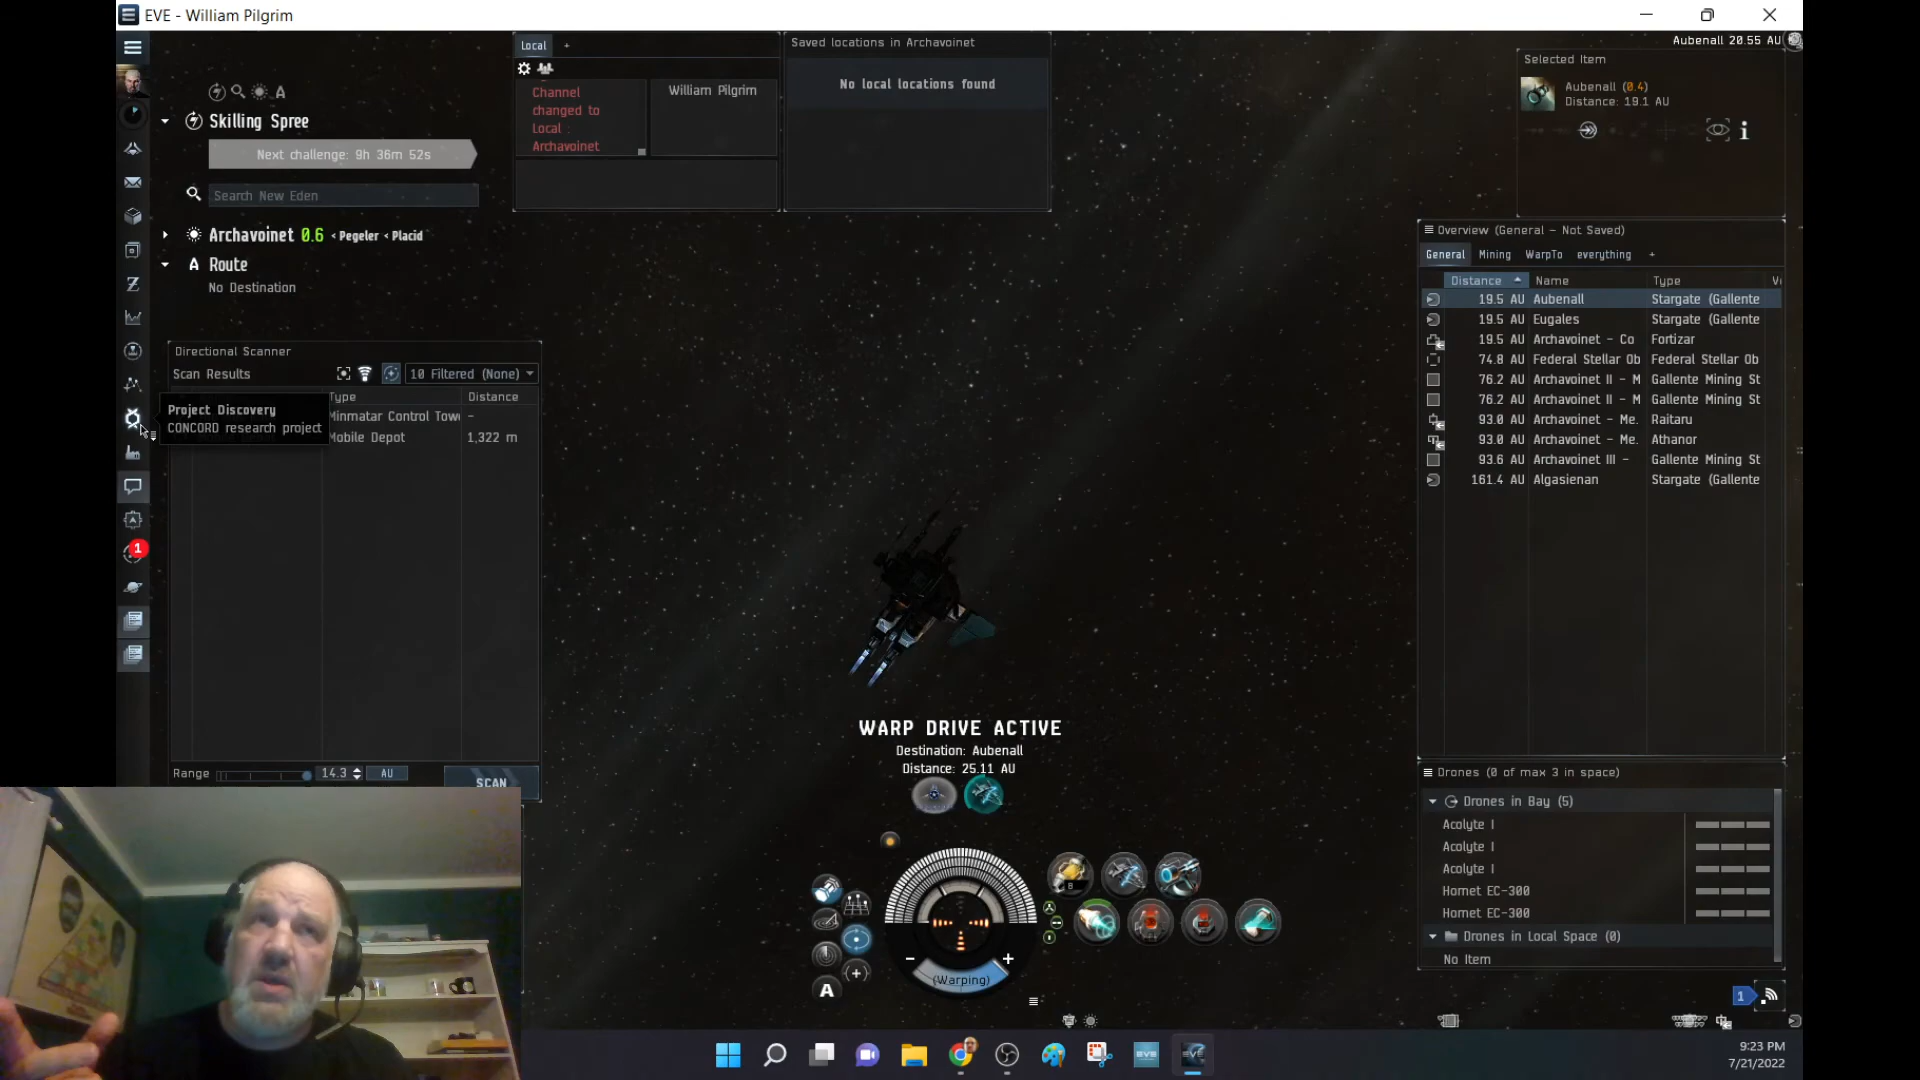 EVE - William Pilgrim
Aubenall 20.55 AU
Local +
Channel
changed to
Local :
Archavoinet
William Pilgrim
Saved locations in Archavoinet
No local locations found
Selected Item
Aubenall (0.4)
Distance: 19.1 AU
A
Skilling Spree
Next challenge: 9h 36m 52s
Search New Eden
Archavoinet 0.6 < Pegeler < Placid
A Route
No Destination
Directional Scanner
Scan Results
10 Filtered (None)
Type Distance
Minmatar Control Tow -
Mobile Depot 1,322 m
Project Discovery
CONCORD research project
1
Range 14.3 AU SCAN
Overview (General - Not Saved)
General Mining WarpTo everything +
Distance Name Type
19.5 AU Aubenall Stargate (Gallente
19.5 AU Eugales Stargate (Gallente
19.5 AU Archavoinet - Co Fortizar
74.8 AU Federal Stellar Ob Federal Stellar Ob
76.2 AU Archavoinet II - M Gallente Mining St
76.2 AU Archavoinet II - M Gallente Mining St
93.0 AU Archavoinet - Me. Raitaru
93.0 AU Archavoinet - Me. Athanor
93.6 AU Archavoinet III - Gallente Mining St
161.4 AU Algasienan Stargate (Gallente
WARP DRIVE ACTIVE
Destination: Aubenall
Distance: 25.11 AU
(Warping)
A
Drones (0 of max 3 in space)
Drones in Bay (5)
Acolyte I
Acolyte I
Acolyte I
Hornet EC-300
Hornet EC-300
Drones in Local Space (0)
No Item
1
9:23 PM
7/21/2022